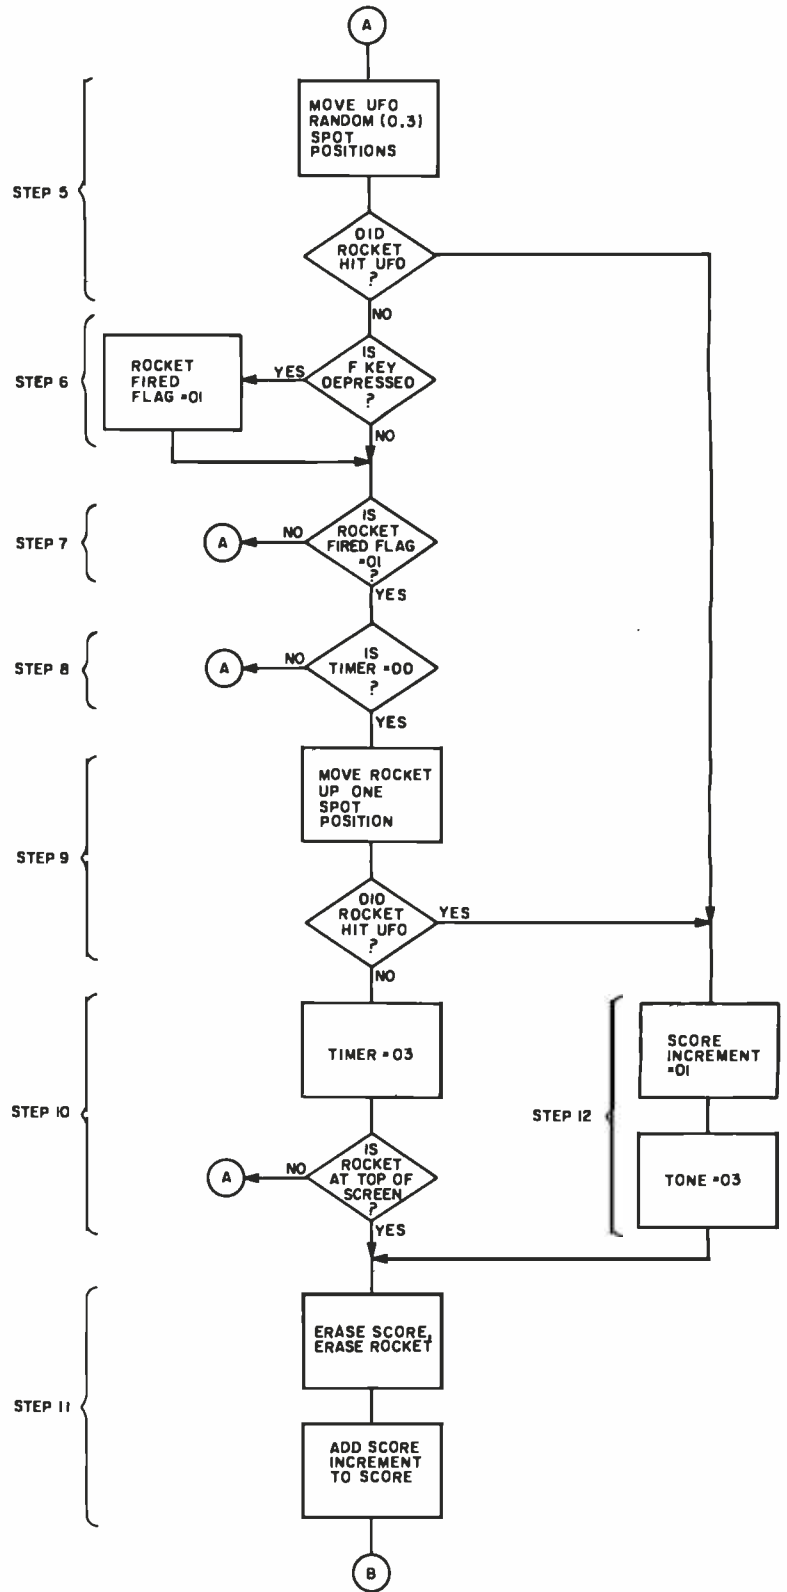 A
MOVE UFO
RANDOM (0,3)
SPOT
POSITIONS
STEP 5
DID
ROCKET
HIT UFO
?
NO
STEP 6
ROCKET
FIRED
FLAG =01
YES
IS
F KEY
DEPRESSED
?
NO
STEP 7
A
NO
IS
ROCKET
FIRED FLAG
=01
?
YES
STEP 8
A
NO
IS
TIMER =00
?
YES
STEP 9
MOVE ROCKET
UP ONE
SPOT
POSITION
DID
ROCKET
HIT UFO
?
YES
NO
STEP 10
TIMER =03
A
NO
IS
ROCKET
AT TOP OF
SCREEN
?
YES
STEP 12
SCORE
INCREMENT
=01
TONE =03
STEP 11
ERASE SCORE,
ERASE ROCKET
ADD SCORE
INCREMENT
TO SCORE
B